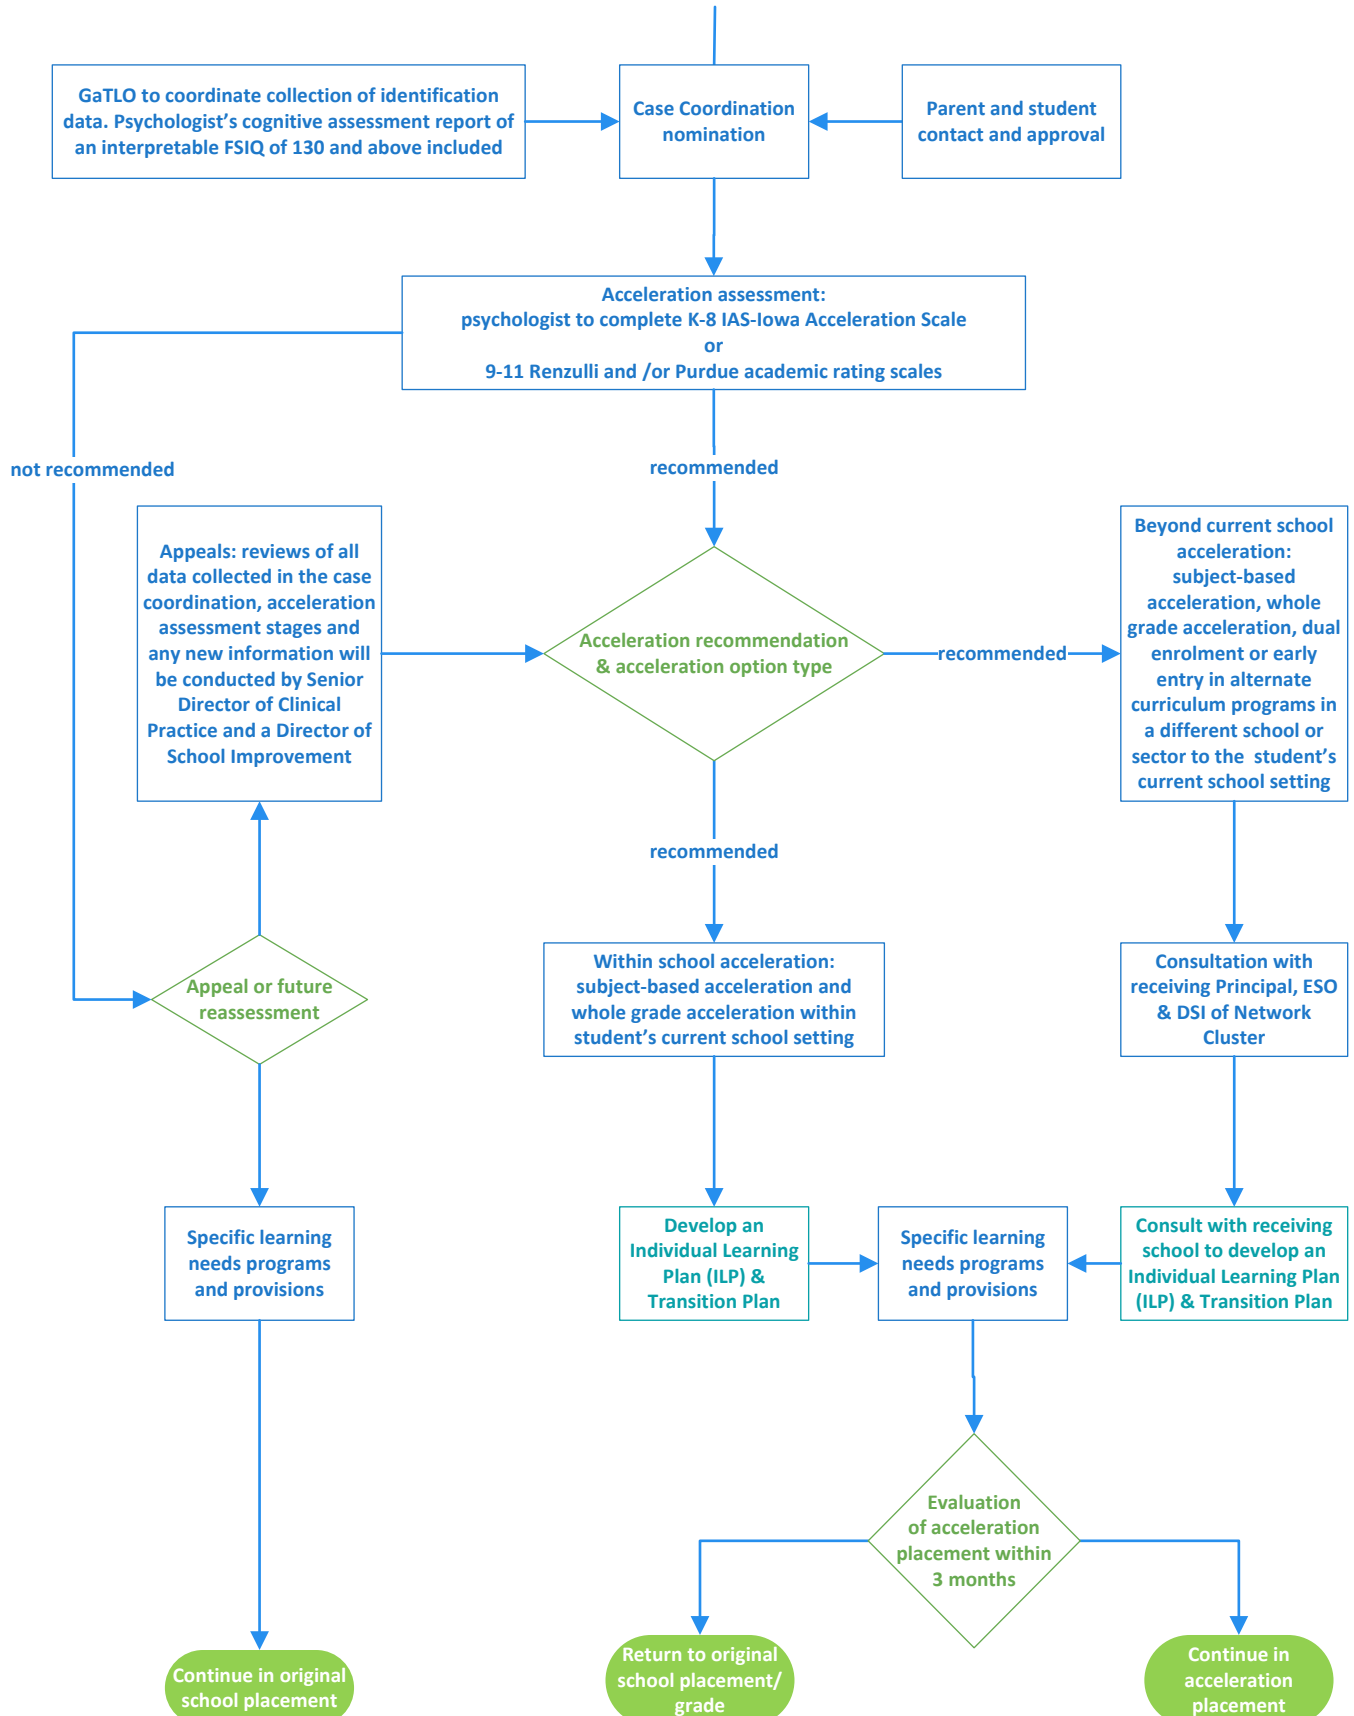 GaTLO to coordinate collection of identification
data. Psychologist's cognitive assessment report of
an interpretable FSIQ of 130 and above included
Case Coordination
nomination
Parent and student
contact and approval
Acceleration assessment:
psychologist to complete K-8 IAS-Iowa Acceleration Scale
or
9-11 Renzulli and /or Purdue academic rating scales
not recommended
recommended
Appeals: reviews of all
data collected in the case
coordination, acceleration
assessment stages and
any new information will
be conducted by Senior
Director of Clinical
Practice and a Director of
School Improvement
Acceleration recommendation
& acceleration option type
recommended
Beyond current school
acceleration:
subject-based
acceleration, whole
grade acceleration, dual
enrolment or early
entry in alternate
curriculum programs in
a different school or
sector to the student's
current school setting
recommended
Appeal or future
reassessment
Within school acceleration:
subject-based acceleration and
whole grade acceleration within
student's current school setting
Consultation with
receiving Principal, ESO
& DSI of Network
Cluster
Specific learning
needs programs
and provisions
Develop an
Individual Learning
Plan (ILP) &
Transition Plan
Specific learning
needs programs
and provisions
Consult with receiving
school to develop an
Individual Learning Plan
(ILP) & Transition Plan
Evaluation
of acceleration
placement within
3 months
Continue in original
school placement
Return to original
school placement/
grade
Continue in
acceleration
placement